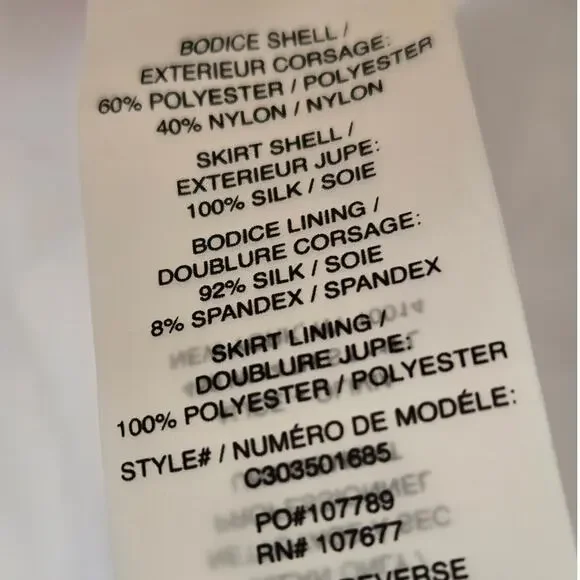 BODICE SHELL /
EXTERIEUR CORSAGE:
60% POLYESTER / POLYESTER
40% NYLON / NYLON
SKIRT SHELL /
EXTERIEUR JUPE:
100% SILK / SOIE
BODICE LINING /
DOUBLURE CORSAGE:
92% SILK / SOIE
8% SPANDEX / SPANDEX
SKIRT LINING /
DOUBLURE JUPE:
100% POLYESTER / POLYESTER
STYLE# / NUMÉRO DE MODÉLE:
C303501685
PO#107789
RN# 107677
REVERSE